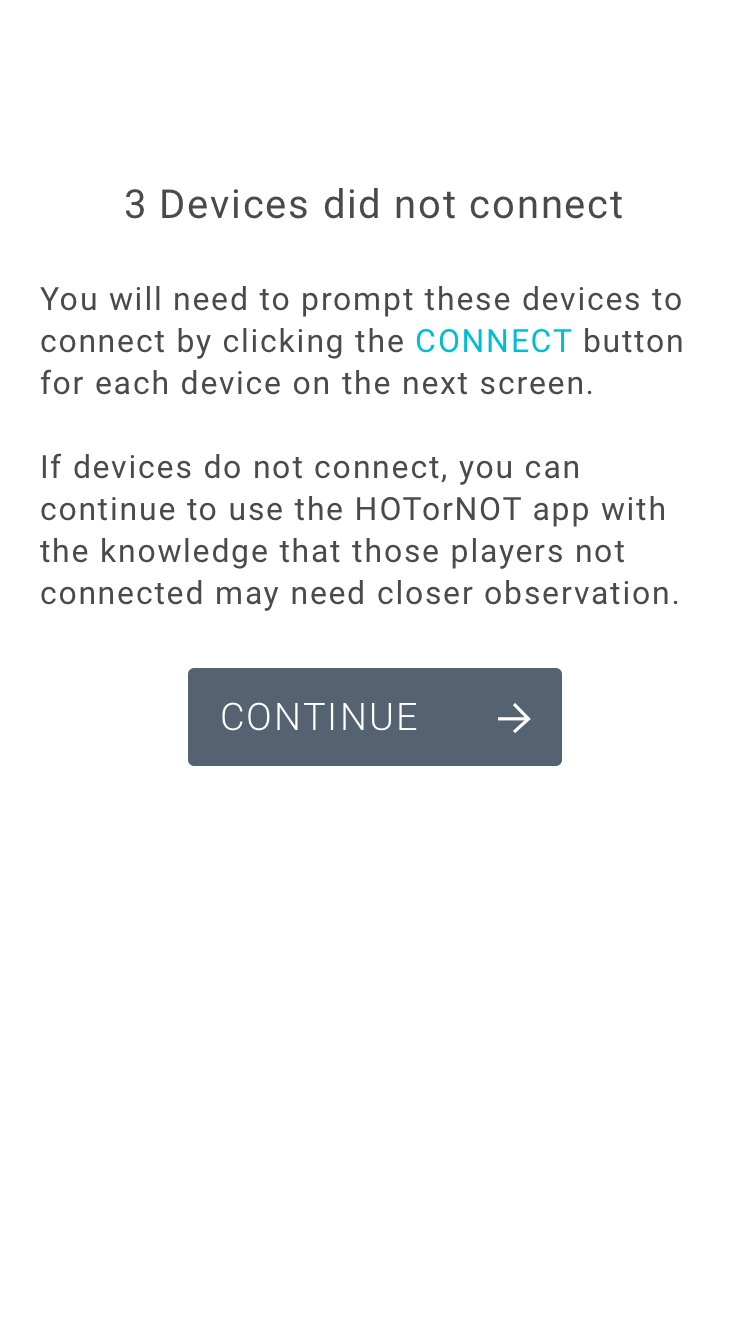 3 Devices did not connect
You will need to prompt these devices to
connect by clicking the CONNECT button
for each device on the next screen.
If devices do not connect, you can
continue to use the HOTorNOT app with
the knowledge that those players not
connected may need closer observation.
CONTINUE